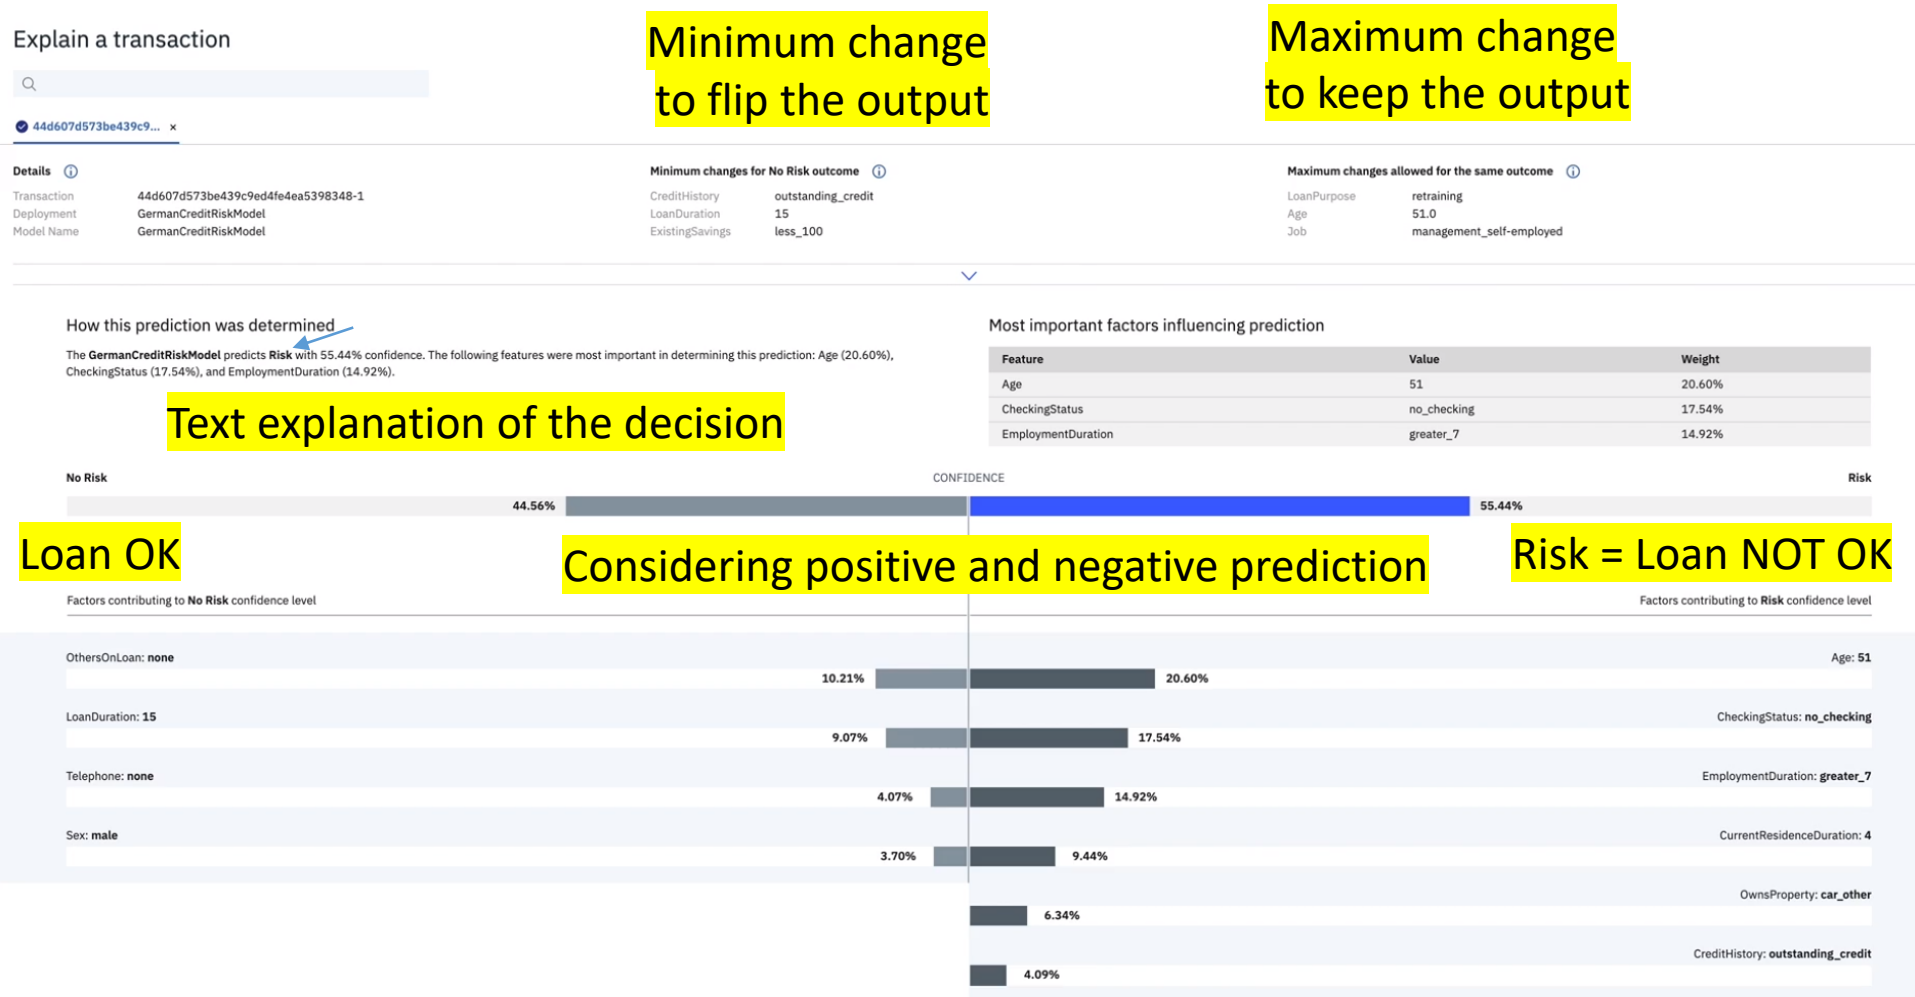 Explain a transaction
Minimum change
to flip the output
Maximum change
to keep the output
44d607d573be439c9... ×
Details
Transaction 44d607d573be439c9ed4fe4ea5398348-1
Deployment GermanCreditRiskModel
Model Name GermanCreditRiskModel
Minimum changes for No Risk outcome
CreditHistory outstanding_credit
LoanDuration 15
ExistingSavings less_100
Maximum changes allowed for the same outcome
LoanPurpose retraining
Age 51.0
Job management_self-employed
How this prediction was determined
The GermanCreditRiskModel predicts Risk with 55.44% confidence. The following features were most important in determining this prediction: Age (20.60%),
CheckingStatus (17.54%), and EmploymentDuration (14.92%).
Text explanation of the decision
Most important factors influencing prediction
Feature Value Weight
Age 51 20.60%
CheckingStatus no_checking 17.54%
EmploymentDuration greater_7 14.92%
No Risk CONFIDENCE Risk
44.56% 55.44%
Loan OK
Considering positive and negative prediction
Risk = Loan NOT OK
Factors contributing to No Risk confidence level
Factors contributing to Risk confidence level
OthersOnLoan: none Age: 51
10.21% 20.60%
LoanDuration: 15 CheckingStatus: no_checking
9.07% 17.54%
Telephone: none EmploymentDuration: greater_7
4.07% 14.92%
Sex: male CurrentResidenceDuration: 4
3.70% 9.44%
OwnsProperty: car_other
6.34%
CreditHistory: outstanding_credit
4.09%